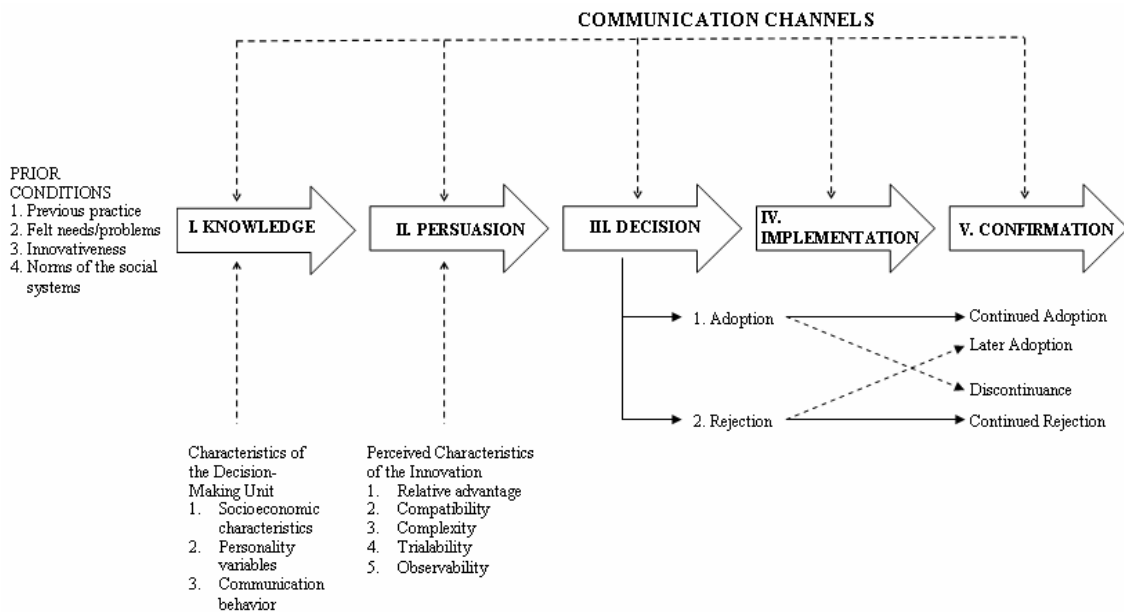 COMMUNICATION CHANNELS
PRIOR
CONDITIONS
1. Previous practice
2. Felt needs/problems
3. Innovativeness
4. Norms of the social
systems
I. KNOWLEDGE
II. PERSUASION
III. DECISION
IV.
IMPLEMENTATION
V. CONFIRMATION
1. Adoption
2. Rejection
Continued Adoption
Later Adoption
Discontinuance
Continued Rejection
Characteristics of
the Decision-
Making Unit
1. Socioeconomic
characteristics
2. Personality
variables
3. Communication
behavior
Perceived Characteristics
of the Innovation
1. Relative advantage
2. Compatibility
3. Complexity
4. Trialability
5. Observability